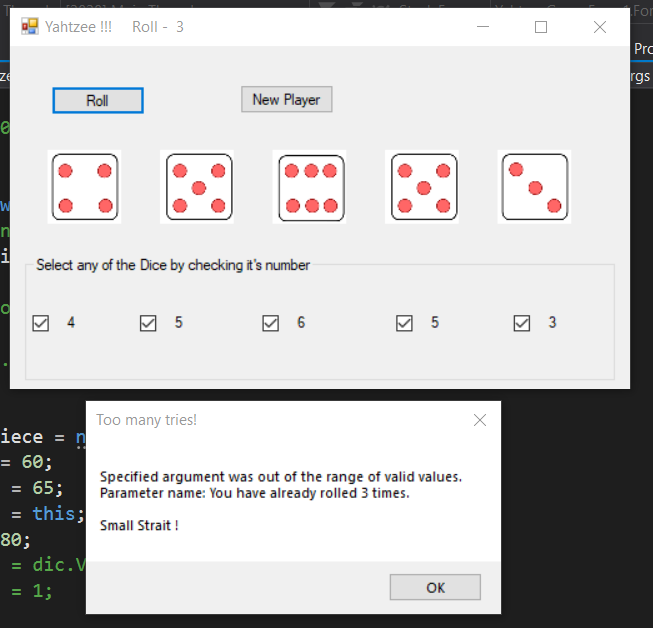 Yahtzee !!! Roll - 3
Pro
rgs
Roll
New Player
Select any of the Dice by checking it's number
4 5 6 5 3
Too many tries!
Specified argument was out of the range of valid values.
Parameter name: You have already rolled 3 times.
Small Strait !
OK
iece = n
= 60;
= 65;
= this;
80;
= dic.V
= 1;